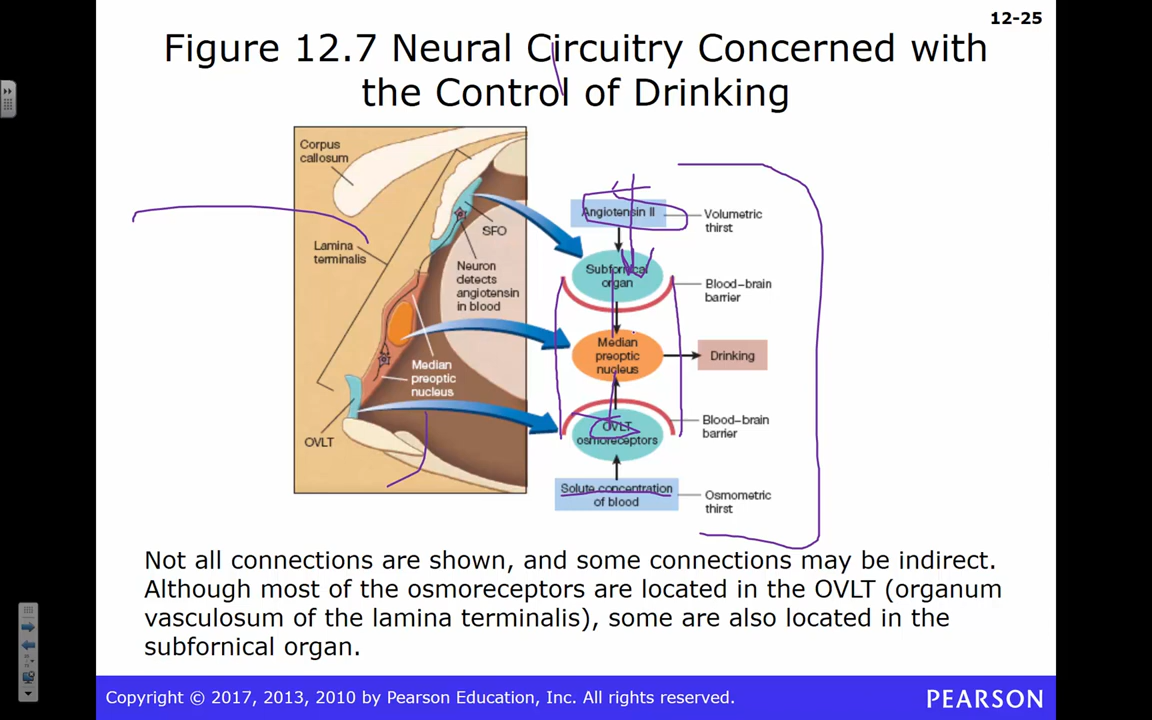 12-25
Figure 12.7 Neural Circuitry Concerned with
the Control of Drinking
Corpus
callosum
Lamina
terminalis
SFO
Neuron
detects
angiotensin
in blood
Median
preoptic
nucleus
OVLT
Angiotensin II
Volumetric
thirst
Subfornical
organ
Blood–brain
barrier
Median
preoptic
nucleus
Drinking
OVLT
osmoreceptors
Blood–brain
barrier
Solute concentration
of blood
Osmometric
thirst
Not all connections are shown, and some connections may be indirect.
Although most of the osmoreceptors are located in the OVLT (organum
vasculosum of the lamina terminalis), some are also located in the
subfornical organ.
Copyright © 2017, 2013, 2010 by Pearson Education, Inc. All rights reserved.
PEARSON